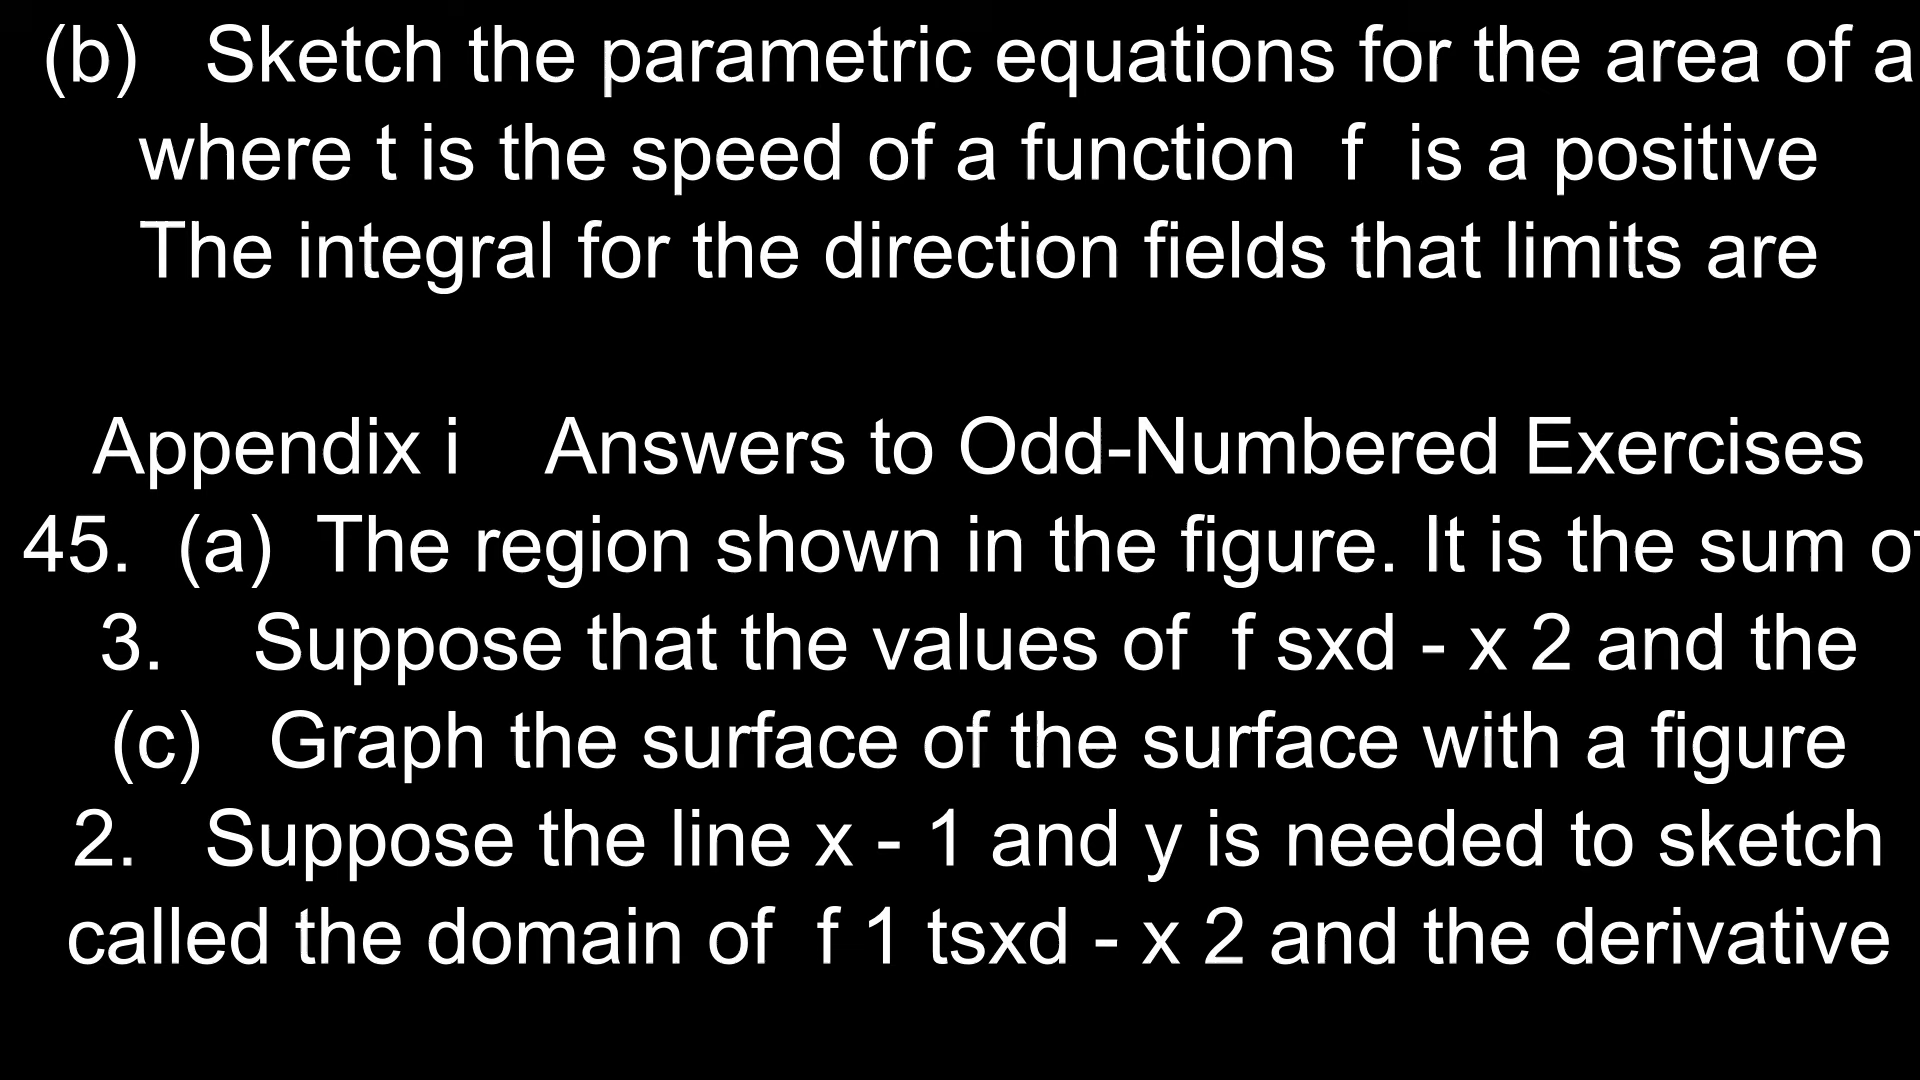 (b) Sketch the parametric equations for the area of a
where t is the speed of a function f is a positive
The integral for the direction fields that limits are
Appendix i Answers to Odd-Numbered Exercises
45. (a) The region shown in the figure. It is the sum of
3. Suppose that the values of f sxd - x 2 and the
(c) Graph the surface of the surface with a figure
2. Suppose the line x - 1 and y is needed to sketch
called the domain of f 1 tsxd - x 2 and the derivative